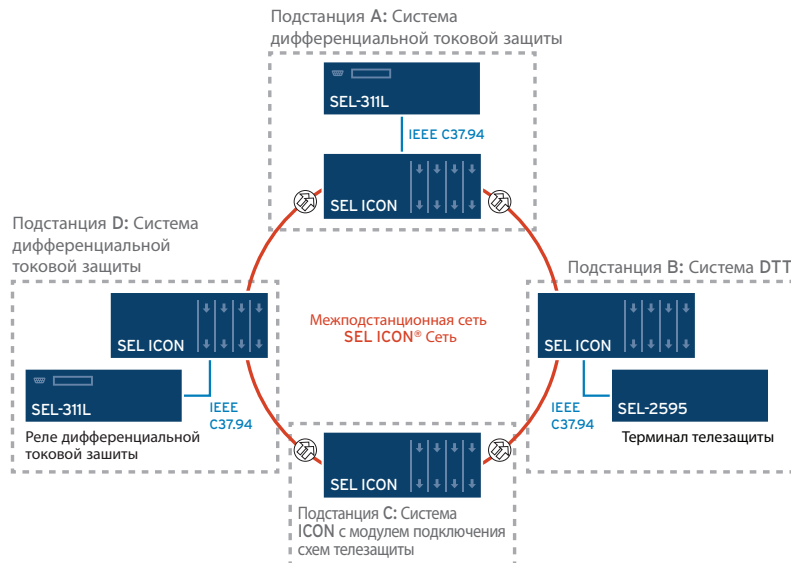 Подстанция A: Система
дифференциальной токовой защиты
SEL-311L
IEEE C37.94
SEL ICON
Подстанция D: Система
дифференциальной
токовой защиты
SEL ICON
SEL-311L
IEEE
C37.94
Реле дифференциальной
токовой зашиты
Межподстанционная сеть
SEL ICON® Сеть
Подстанция B: Система DTT
SEL ICON
IEEE
C37.94
SEL-2595
Терминал телезащиты
SEL ICON
Подстанция C: Система
ICON с модулем подключения
схем телезащиты